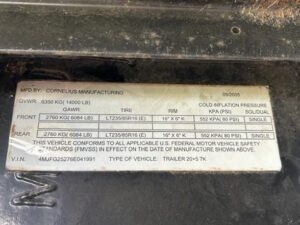 MFD BY: CORNELIUS MANUFACTURING 09/2005
GVWR: 6350 KG( 14000 LB)
GAWR TIRE RIM COLD INFLATION PRESSURE KPA (PSI) SGL/DUAL
FRONT 2760 KG( 6084 LB) LT235/85R16 (E) 16" X 6" K 552 KPA( 80 PSI) SINGLE
REAR 2760 KG( 6084 LB) LT235/85R16 (E) 16" X 6" K 552 KPA( 80 PSI) SINGLE
THIS VEHICLE CONFORMS TO ALL APPLICABLE U.S. FEDERAL MOTOR VEHICLE SAFETY
STANDARDS (FMVSS) IN EFFECT ON THE DATE OF MANUFACTURE SHOWN
ABOVE.
V.I.N. TYPE OF VEHICLE: TRAILER 20+5 7K